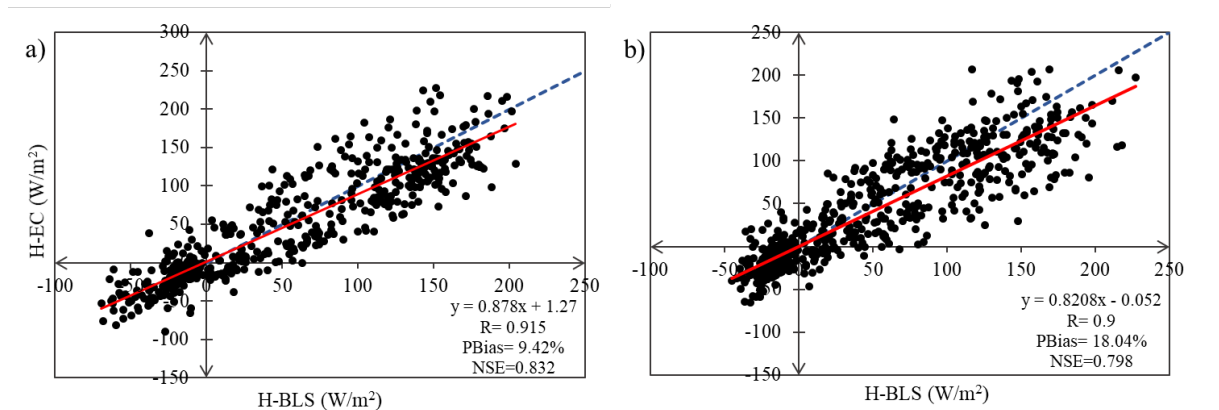 a)
300
250
200
150
100
50
0
-50
-100
-150
-100
-50
0
50
100
150
200
250
H-EC (W/m²)
H-BLS (W/m²)
y = 0.878x + 1.27
R= 0.915
PBias= 9.42%
NSE=0.832
b)
250
200
150
100
50
0
-50
-100
-150
-100
-50
0
50
100
150
200
250
H-BLS (W/m²)
y = 0.8208x - 0.052
R= 0.9
PBias= 18.04%
NSE=0.798